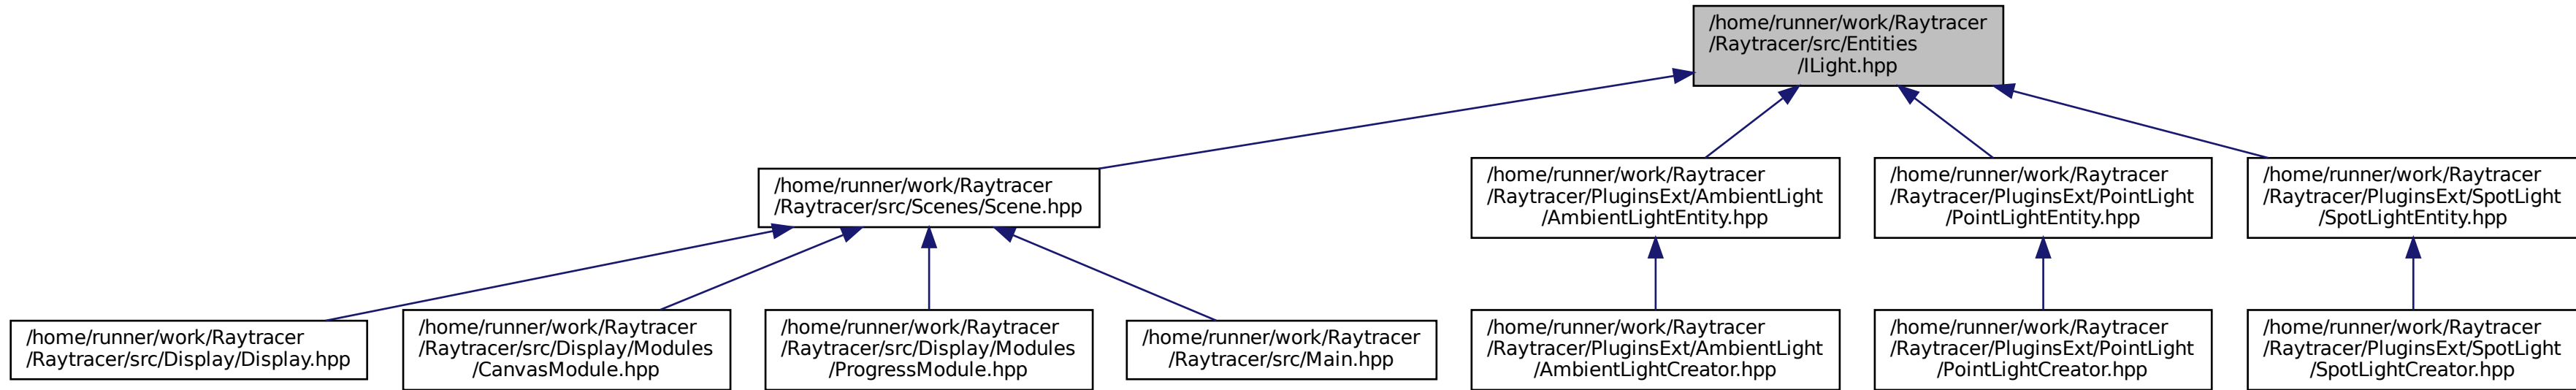 /home/runner/work/Raytracer
/Raytracer/src/Entities
/ILight.hpp
/home/runner/work/Raytracer
/Raytracer/src/Scenes/Scene.hpp
/home/runner/work/Raytracer
/Raytracer/PluginsExt/AmbientLight
/AmbientLightEntity.hpp
/home/runner/work/Raytracer
/Raytracer/PluginsExt/PointLight
/PointLightEntity.hpp
/home/runner/work/Raytracer
/Raytracer/PluginsExt/SpotLight
/SpotLightEntity.hpp
/home/runner/work/Raytracer
/Raytracer/src/Display/Display.hpp
/home/runner/work/Raytracer
/Raytracer/src/Display/Modules
/CanvasModule.hpp
/home/runner/work/Raytracer
/Raytracer/src/Display/Modules
/ProgressModule.hpp
/home/runner/work/Raytracer
/Raytracer/src/Main.hpp
/home/runner/work/Raytracer
/Raytracer/PluginsExt/AmbientLight
/AmbientLightCreator.hpp
/home/runner/work/Raytracer
/Raytracer/PluginsExt/PointLight
/PointLightCreator.hpp
/home/runner/work/Raytracer
/Raytracer/PluginsExt/SpotLight
/SpotLightCreator.hpp